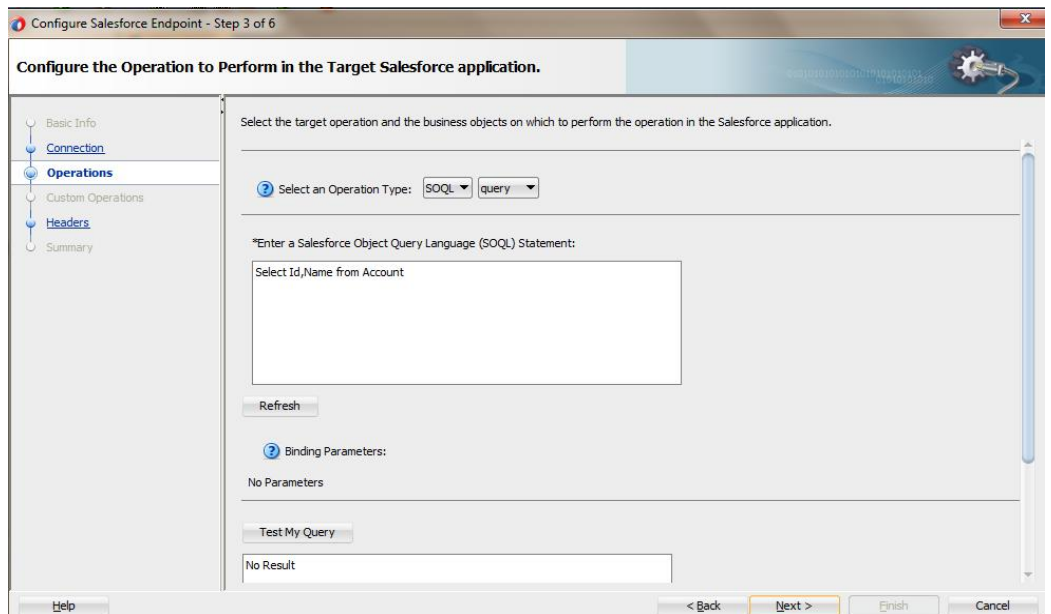 Configure Salesforce Endpoint - Step 3 of 6
Configure the Operation to Perform in the Target Salesforce application.
Basic Info
Connection
Operations
Custom Operations
Headers
Summary
Select the target operation and the business objects on which to perform the operation in the Salesforce application.
Select an Operation Type: SOQL query
*Enter a Salesforce Object Query Language (SOQL) Statement:
Select Id,Name from Account
Refresh
Binding Parameters:
No Parameters
Test My Query
No Result
Help < Back Next > Finish Cancel